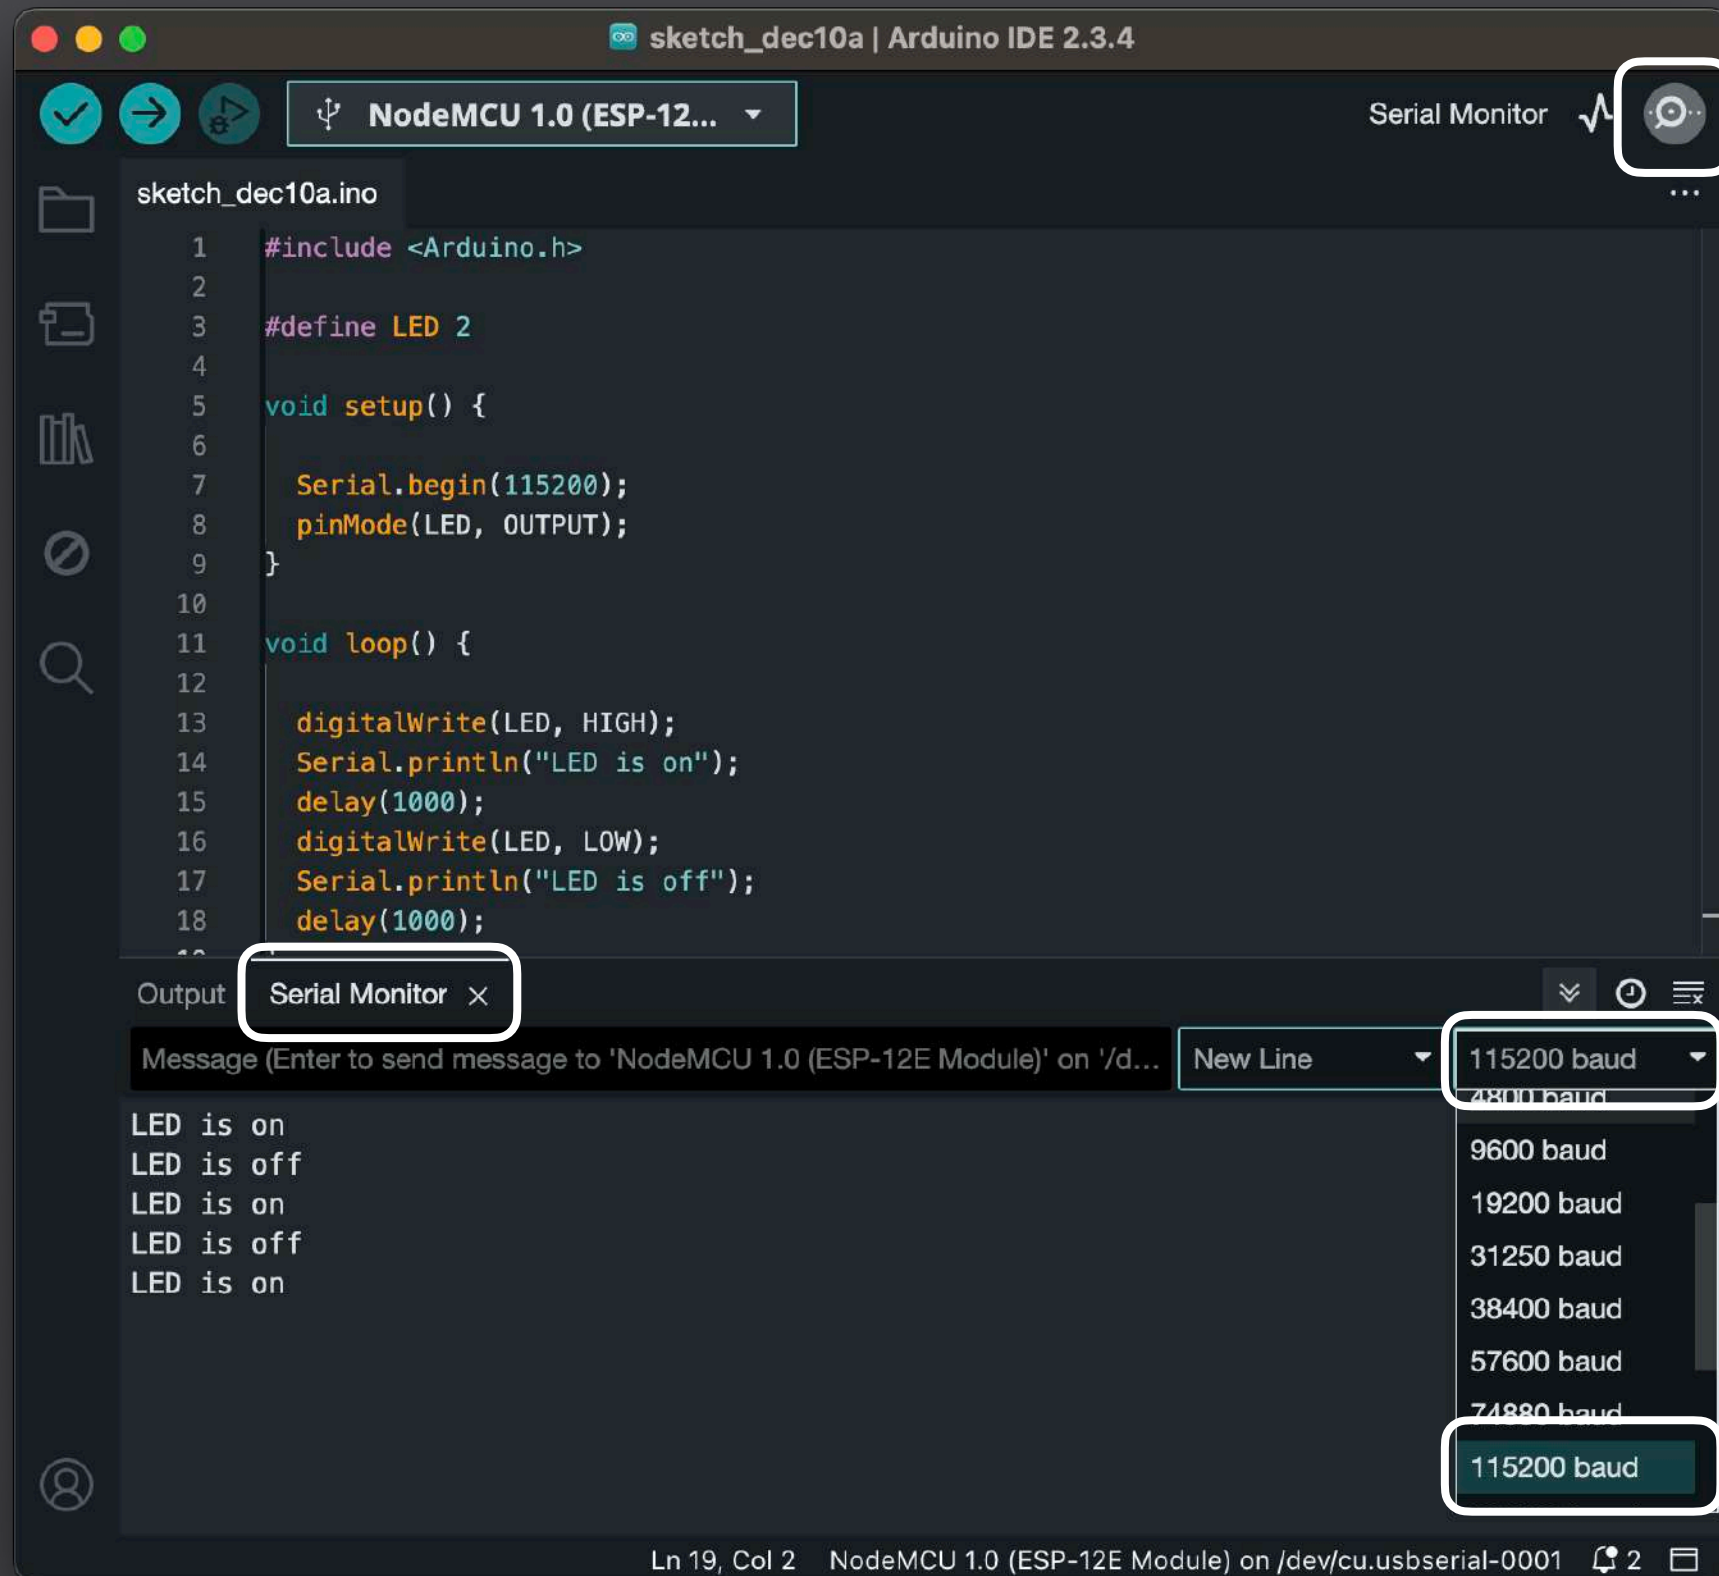 sketch_dec10a | Arduino IDE 2.3.4
NodeMCU 1.0 (ESP-12...
Serial Monitor
sketch_dec10a.ino
...
1 #include <Arduino.h>
2
3 #define LED 2
4
5 void setup() {
6
7 Serial.begin(115200);
8 pinMode(LED, OUTPUT);
9 }
10
11 void loop() {
12
13 digitalWrite(LED, HIGH);
14 Serial.println("LED is on");
15 delay(1000);
16 digitalWrite(LED, LOW);
17 Serial.println("LED is off");
18 delay(1000);
Output Serial Monitor ×
Message (Enter to send message to 'NodeMCU 1.0 (ESP-12E Module)' on '/d...
New Line
115200 baud
LED is on
LED is off
LED is on
LED is off
LED is on
4800 baud
9600 baud
19200 baud
31250 baud
38400 baud
57600 baud
74880 baud
115200 baud
Ln 19, Col 2 NodeMCU 1.0 (ESP-12E Module) on /dev/cu.usbserial-0001 2